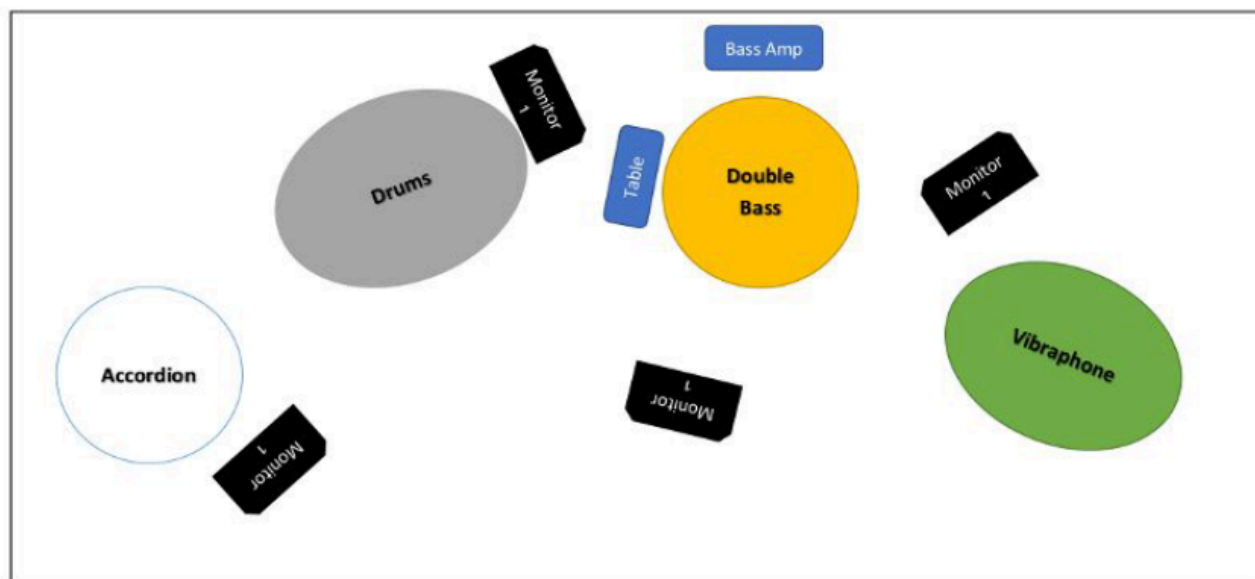 Bass Amp
Monitor
1
Drums
Table
Double
Bass
Monitor
1
Accordion
Vibraphone
Monitor
1
Monitor
1